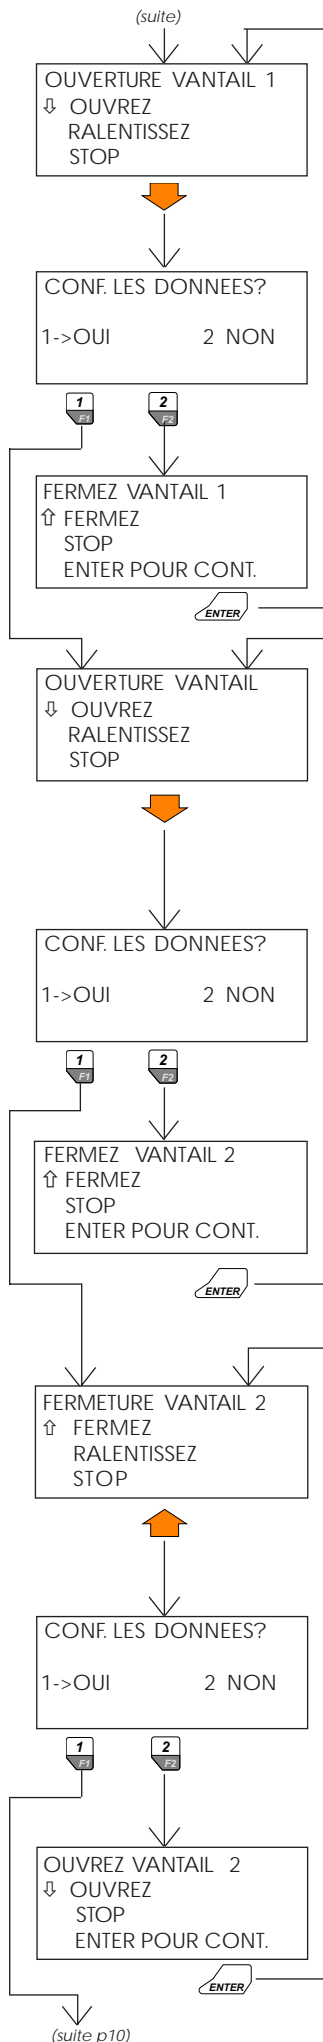 (suite)
OUVERTURE VANTAIL 1
⇩ OUVREZ
RALENTISSEZ
STOP
CONF. LES DONNEES?
1->OUI 2 NON
1 2
F1 F2
FERMEZ VANTAIL 1
⇧ FERMEZ
STOP
ENTER POUR CONT.
ENTER
OUVERTURE VANTAIL
⇩ OUVREZ
RALENTISSEZ
STOP
CONF. LES DONNEES?
1->OUI 2 NON
1 2
F1 F2
FERMEZ VANTAIL 2
⇧ FERMEZ
STOP
ENTER POUR CONT.
ENTER
FERMETURE VANTAIL 2
⇧ FERMEZ
RALENTISSEZ
STOP
CONF. LES DONNEES?
1->OUI 2 NON
1 2
F1 F2
OUVREZ VANTAIL 2
⇩ OUVREZ
STOP
ENTER POUR CONT.
ENTER
(suite p10)